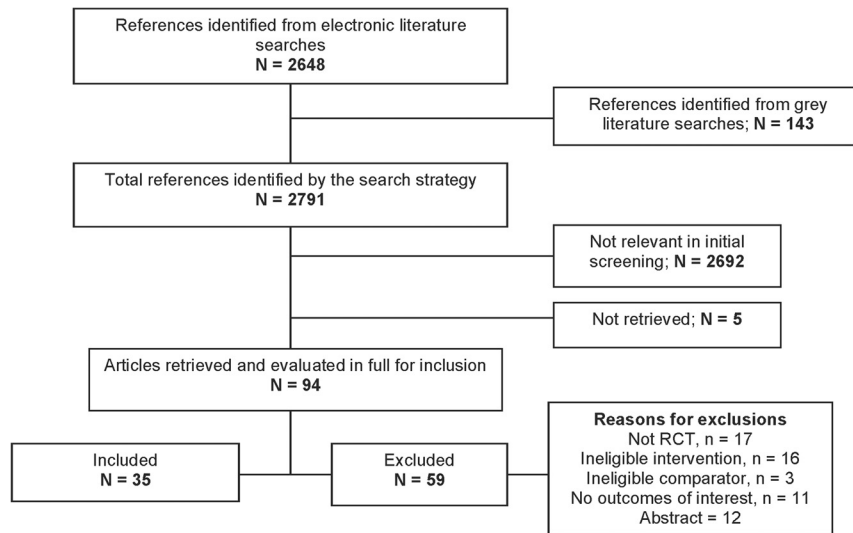 References identified from electronic literature
searches
N = 2648
References identified from grey
literature searches; N = 143
Total references identified by the search strategy
N = 2791
Not relevant in initial
screening; N = 2692
Not retrieved; N = 5
Articles retrieved and evaluated in full for inclusion
N = 94
Included
N = 35
Excluded
N = 59
Reasons for exclusions
Not RCT, n = 17
Ineligible intervention, n = 16
Ineligible comparator, n = 3
No outcomes of interest, n = 11
Abstract = 12